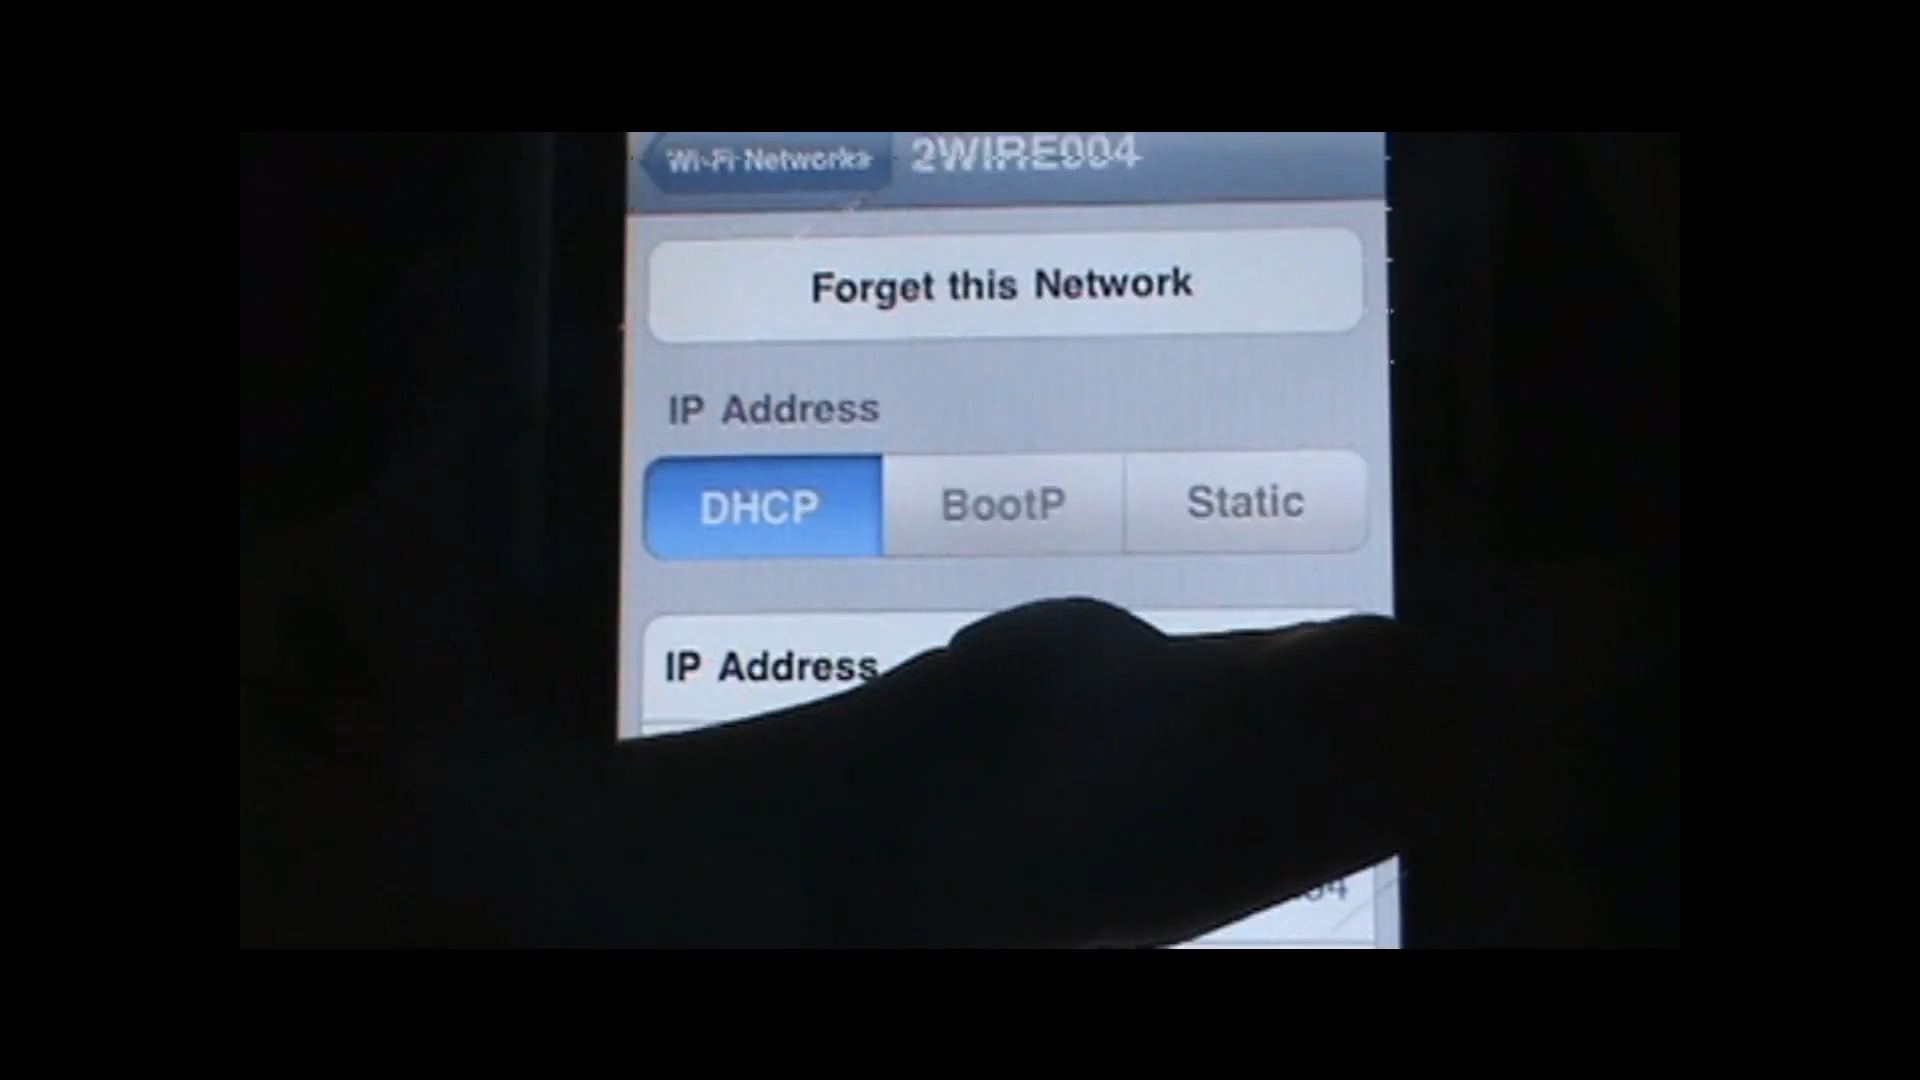 Wi-Fi Networks 2WIRE004
Forget this Network
IP Address
DHCP BootP Static
IP Address